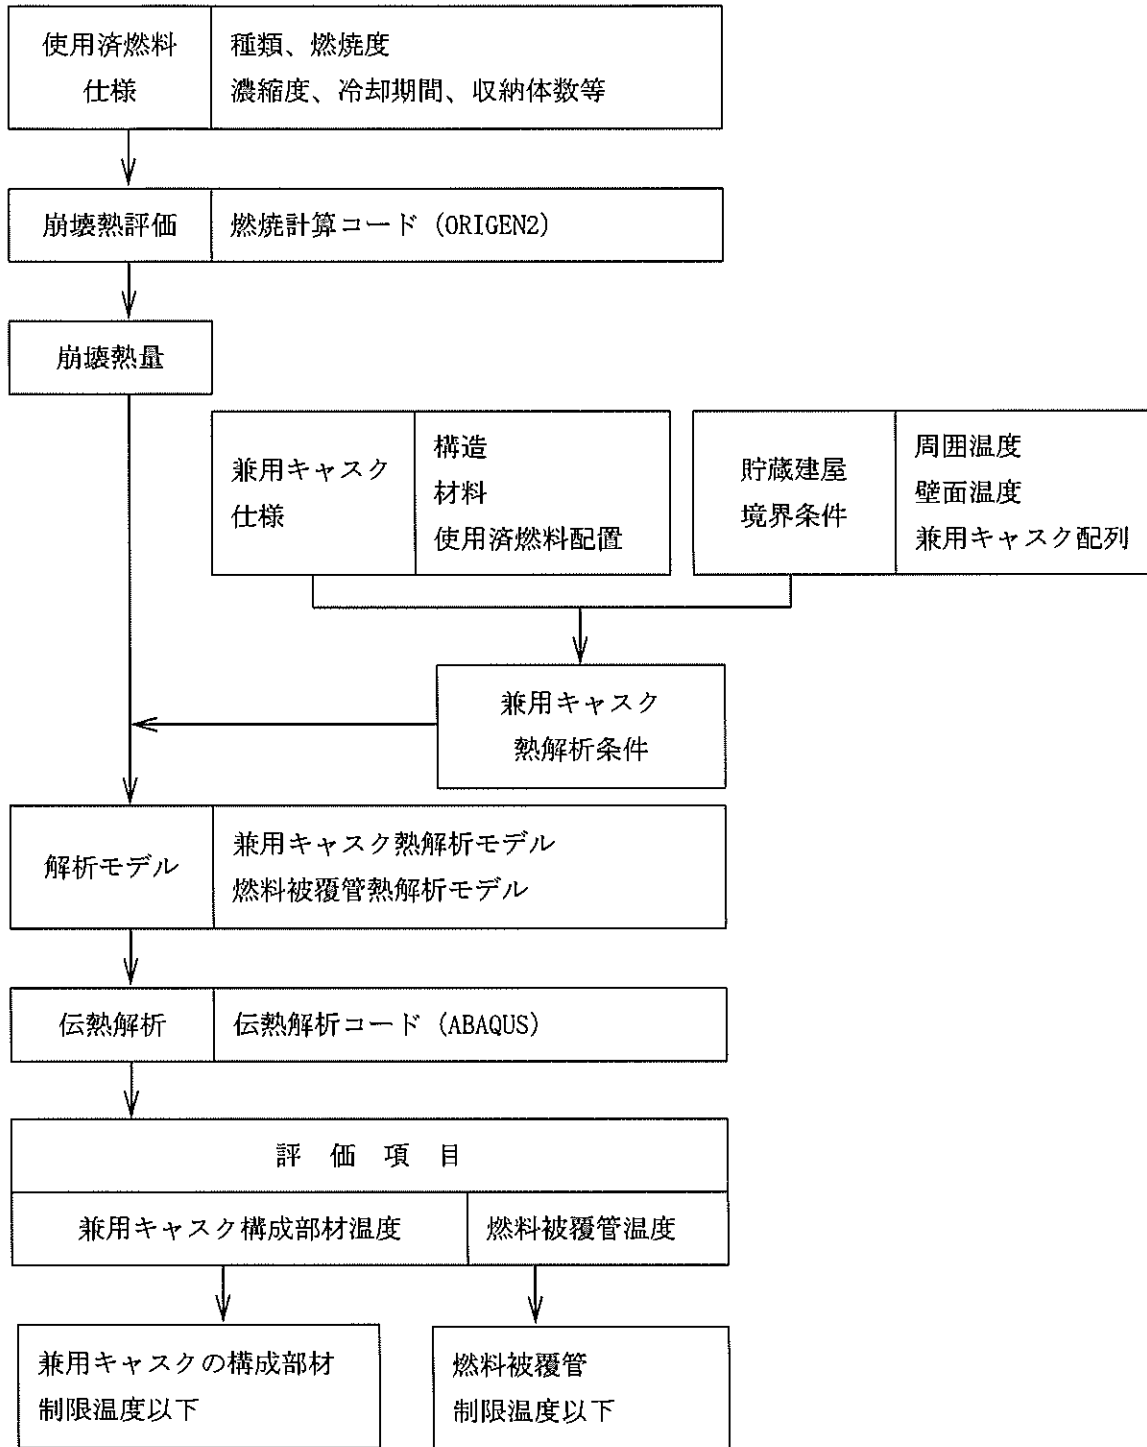 使用済燃料
仕様
種類、燃焼度
濃縮度、冷却期間、収納体数等
崩壊熱評価
燃焼計算コード (ORIGEN2)
崩壊熱量
兼用キャスク
仕様
構造
材料
使用済燃料配置
貯蔵建屋
境界条件
周囲温度
壁面温度
兼用キャスク配列
兼用キャスク
熱解析条件
解析モデル
兼用キャスク熱解析モデル
燃料被覆管熱解析モデル
伝熱解析
伝熱解析コード (ABAQUS)
評 価 項 目
兼用キャスク構成部材温度
燃料被覆管温度
兼用キャスクの構成部材
制限温度以下
燃料被覆管
制限温度以下